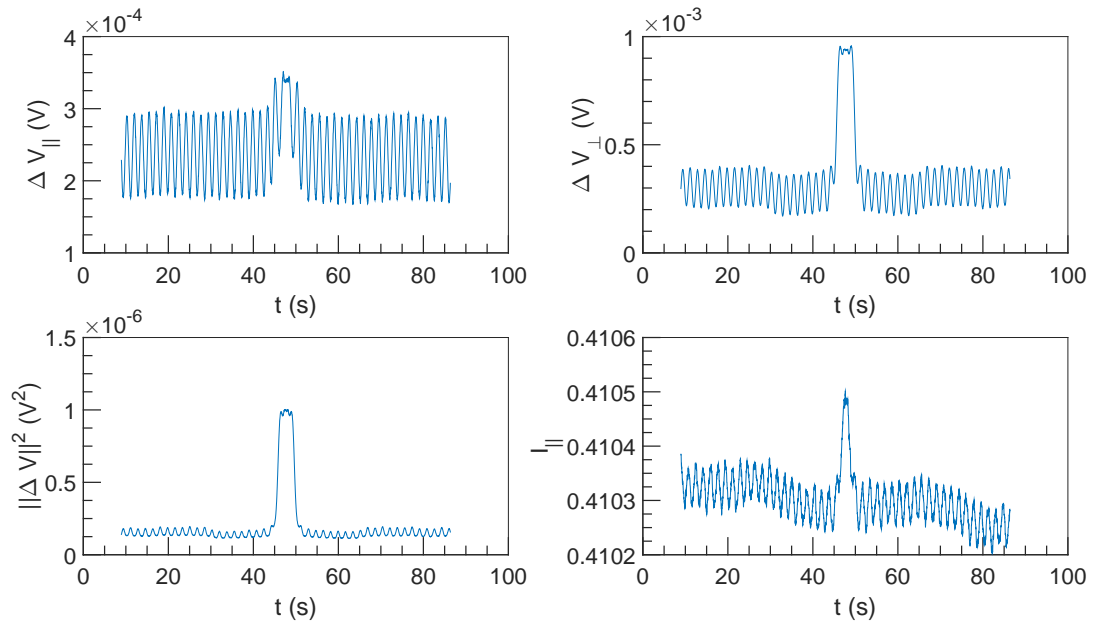 ×10⁻⁴
4
3
2
1
Δ V_{||} (V)
0 20 40 60 80 100
t (s)
×10⁻³
1
0.5
0
Δ V_⊥ (V)
0 20 40 60 80 100
t (s)
×10⁻⁶
1.5
1
0.5
0
||Δ V||² (V²)
0 20 40 60 80 100
t (s)
0.4106
0.4105
0.4104
0.4103
0.4102
I_{||}
0 20 40 60 80 100
t (s)